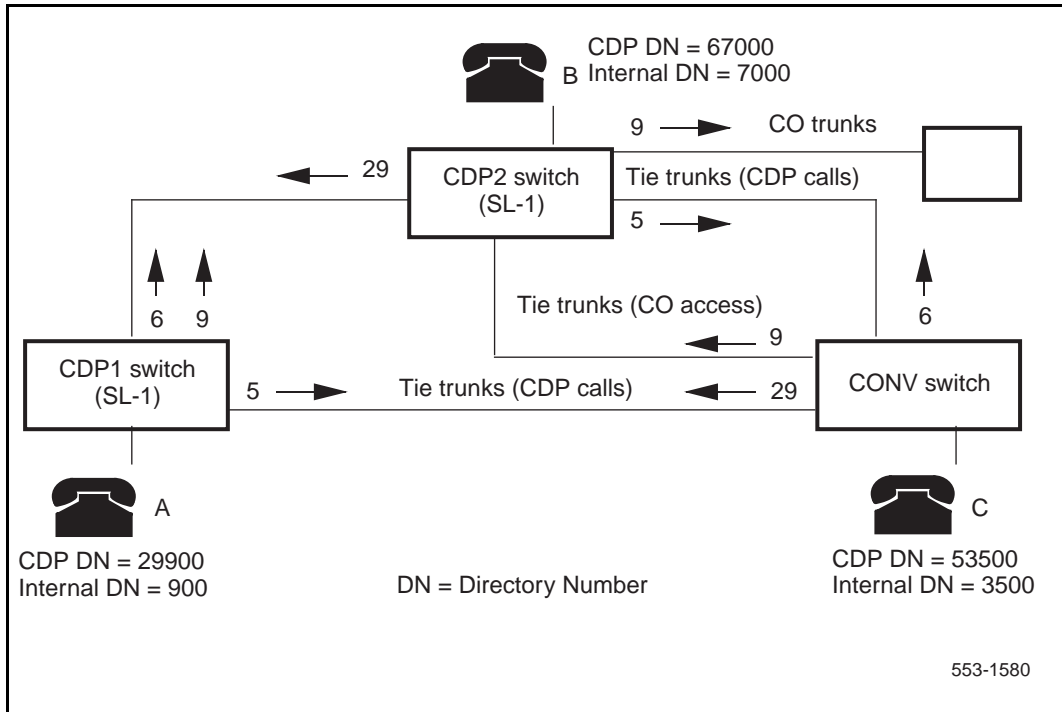 CDP DN = 67000
B Internal DN = 7000
9 CO trunks
29
CDP2 switch
(SL-1)
Tie trunks (CDP calls)
5
Tie trunks (CO access)
6 9
6
9
CDP1 switch
(SL-1)
5 Tie trunks (CDP calls) 29
CONV switch
A
CDP DN = 29900
Internal DN = 900
DN = Directory Number
C
CDP DN = 53500
Internal DN = 3500
553-1580